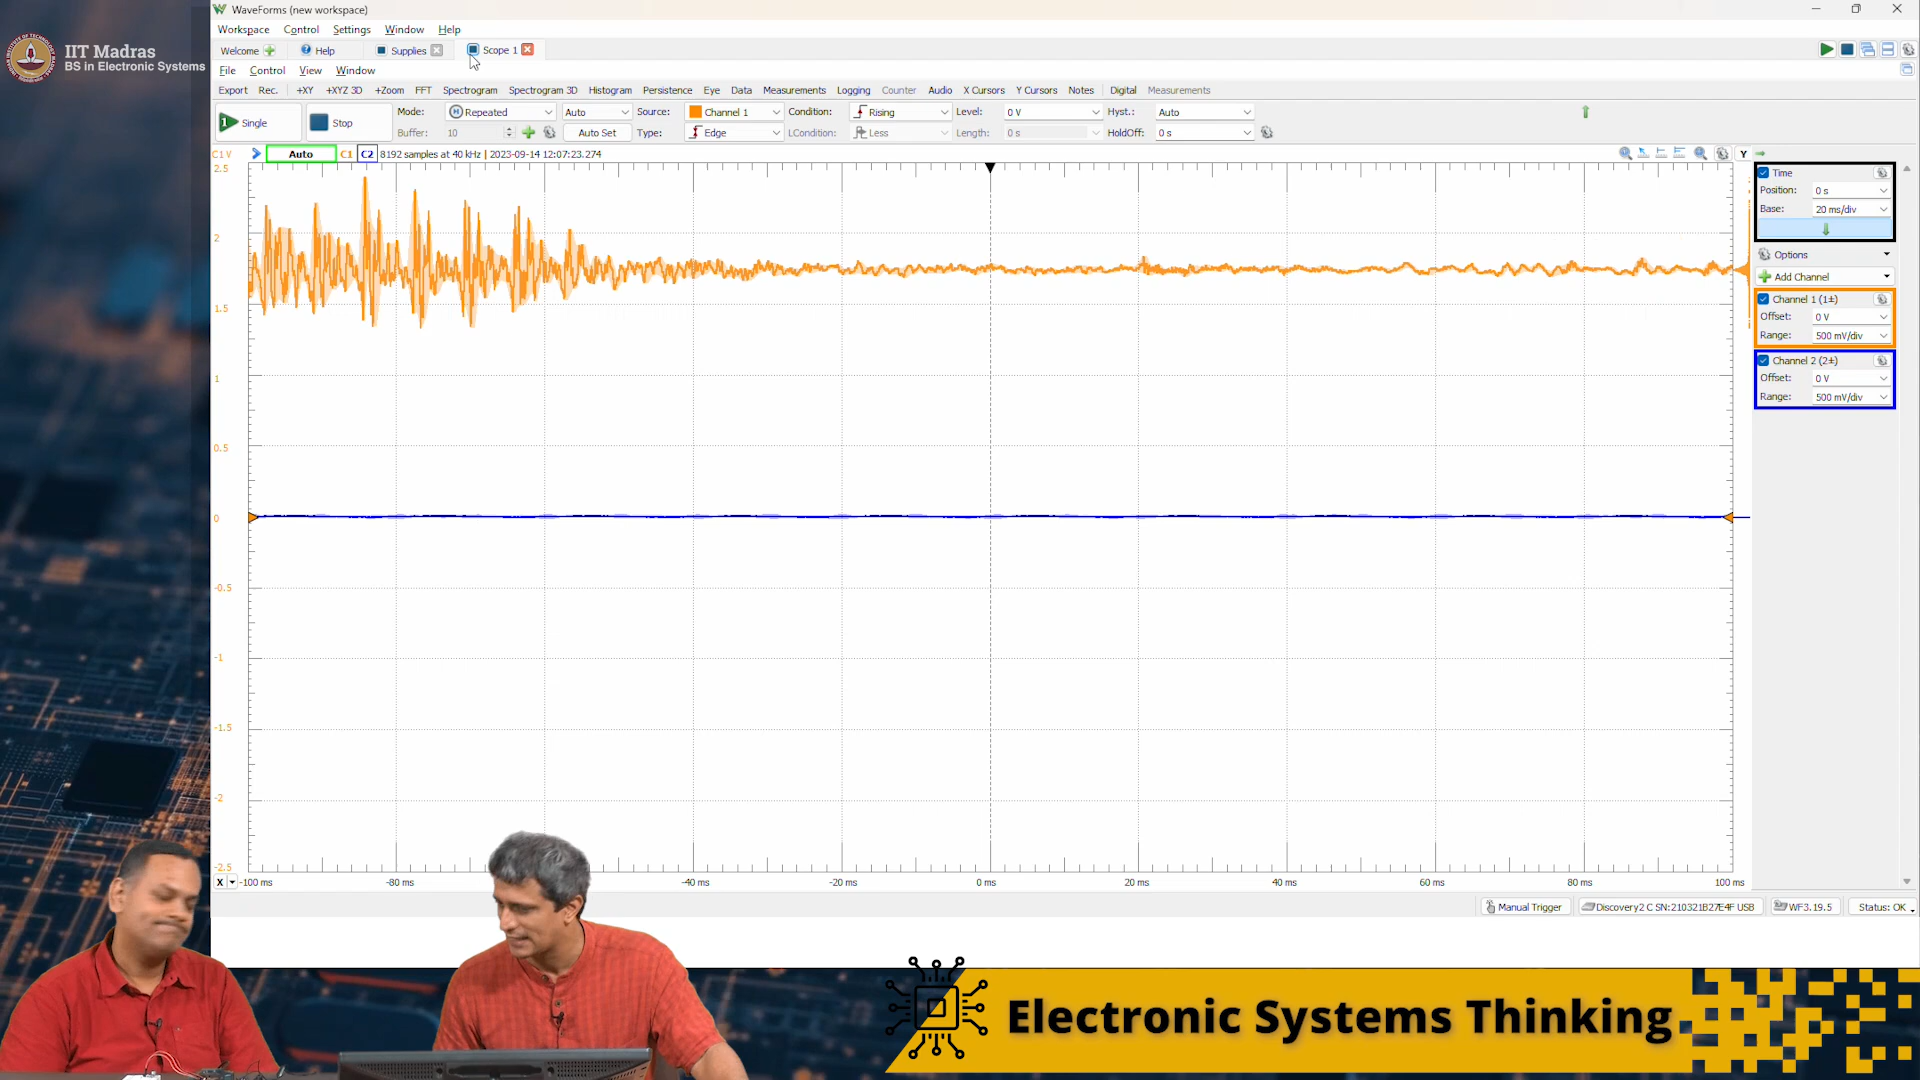 WaveForms (new workspace)
Workspace Control Settings Window Help
Welcome Help Supplies Scope 1
File Control View Window
Export Rec. +XY +XYZ 3D +Zoom FFT Spectrogram Spectrogram 3D Histogram Persistence Eye Data Measurements Logging Counter Audio X Cursors Y Cursors Notes Digital Measurements
Single Stop Mode: Repeated Auto Source: Channel 1 Condition: Rising Level: 0 V Hyst.: Auto
Buffer: 10 Auto Set Type: Edge LCondition: Less Length: 0 s HoldOff: 0 s
C1 V Auto C1 C2 8192 samples at 40 kHz | 2023-09-14 12:07:23.274 Y
2.5
2
1.5
1
0.5
0
-0.5
-1
-1.5
-2
-2.5
X -100 ms -80 ms -40 ms -20 ms 0 ms 20 ms 40 ms 60 ms 80 ms 100 ms
Time
Position: 0 s
Base: 20 ms/div
Options
Add Channel
Channel 1 (1±)
Offset: 0 V
Range: 500 mV/div
Channel 2 (2±)
Offset: 0 V
Range: 500 mV/div
Manual Trigger Discovery2 C SN:210321B27E4F USB WF3.19.5 Status: OK
IIT Madras
BS in Electronic Systems
Electronic Systems Thinking